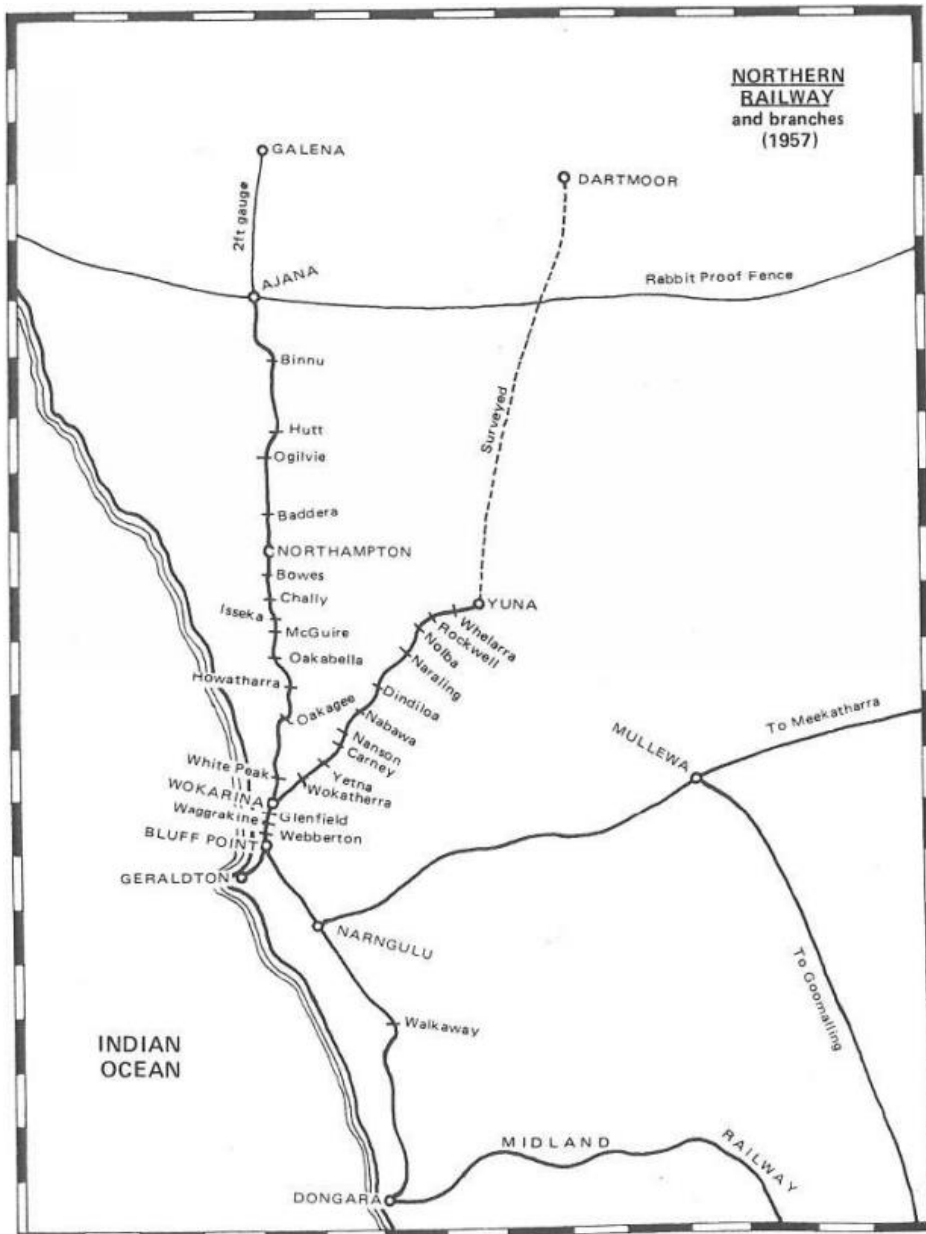 NORTHERN
RAILWAY
and branches
(1957)
GALENA
DARTMOOR
2ft gauge
AJANA
Rabbit Proof Fence
Binnu
Surveyed
Hutt
Ogilvie
Baddera
NORTHAMPTON
Bowes
Chally
YUNA
Isseka
Whelarra
McGuire
Rockwell
Nolba
Oakabella
Naraling
Howatharra
Dindiloa
Oakagee
Nabawa
To Meekatharra
Nanson
MULLEWA
Carney
White Peak
Yetna
WOKARINA
Wokatherra
Waggrakine
Glenfield
Webberton
BLUFF POINT
GERALDTON
NARNGULU
To Goomalling
Walkaway
INDIAN
OCEAN
MIDLAND RAILWAY
DONGARA